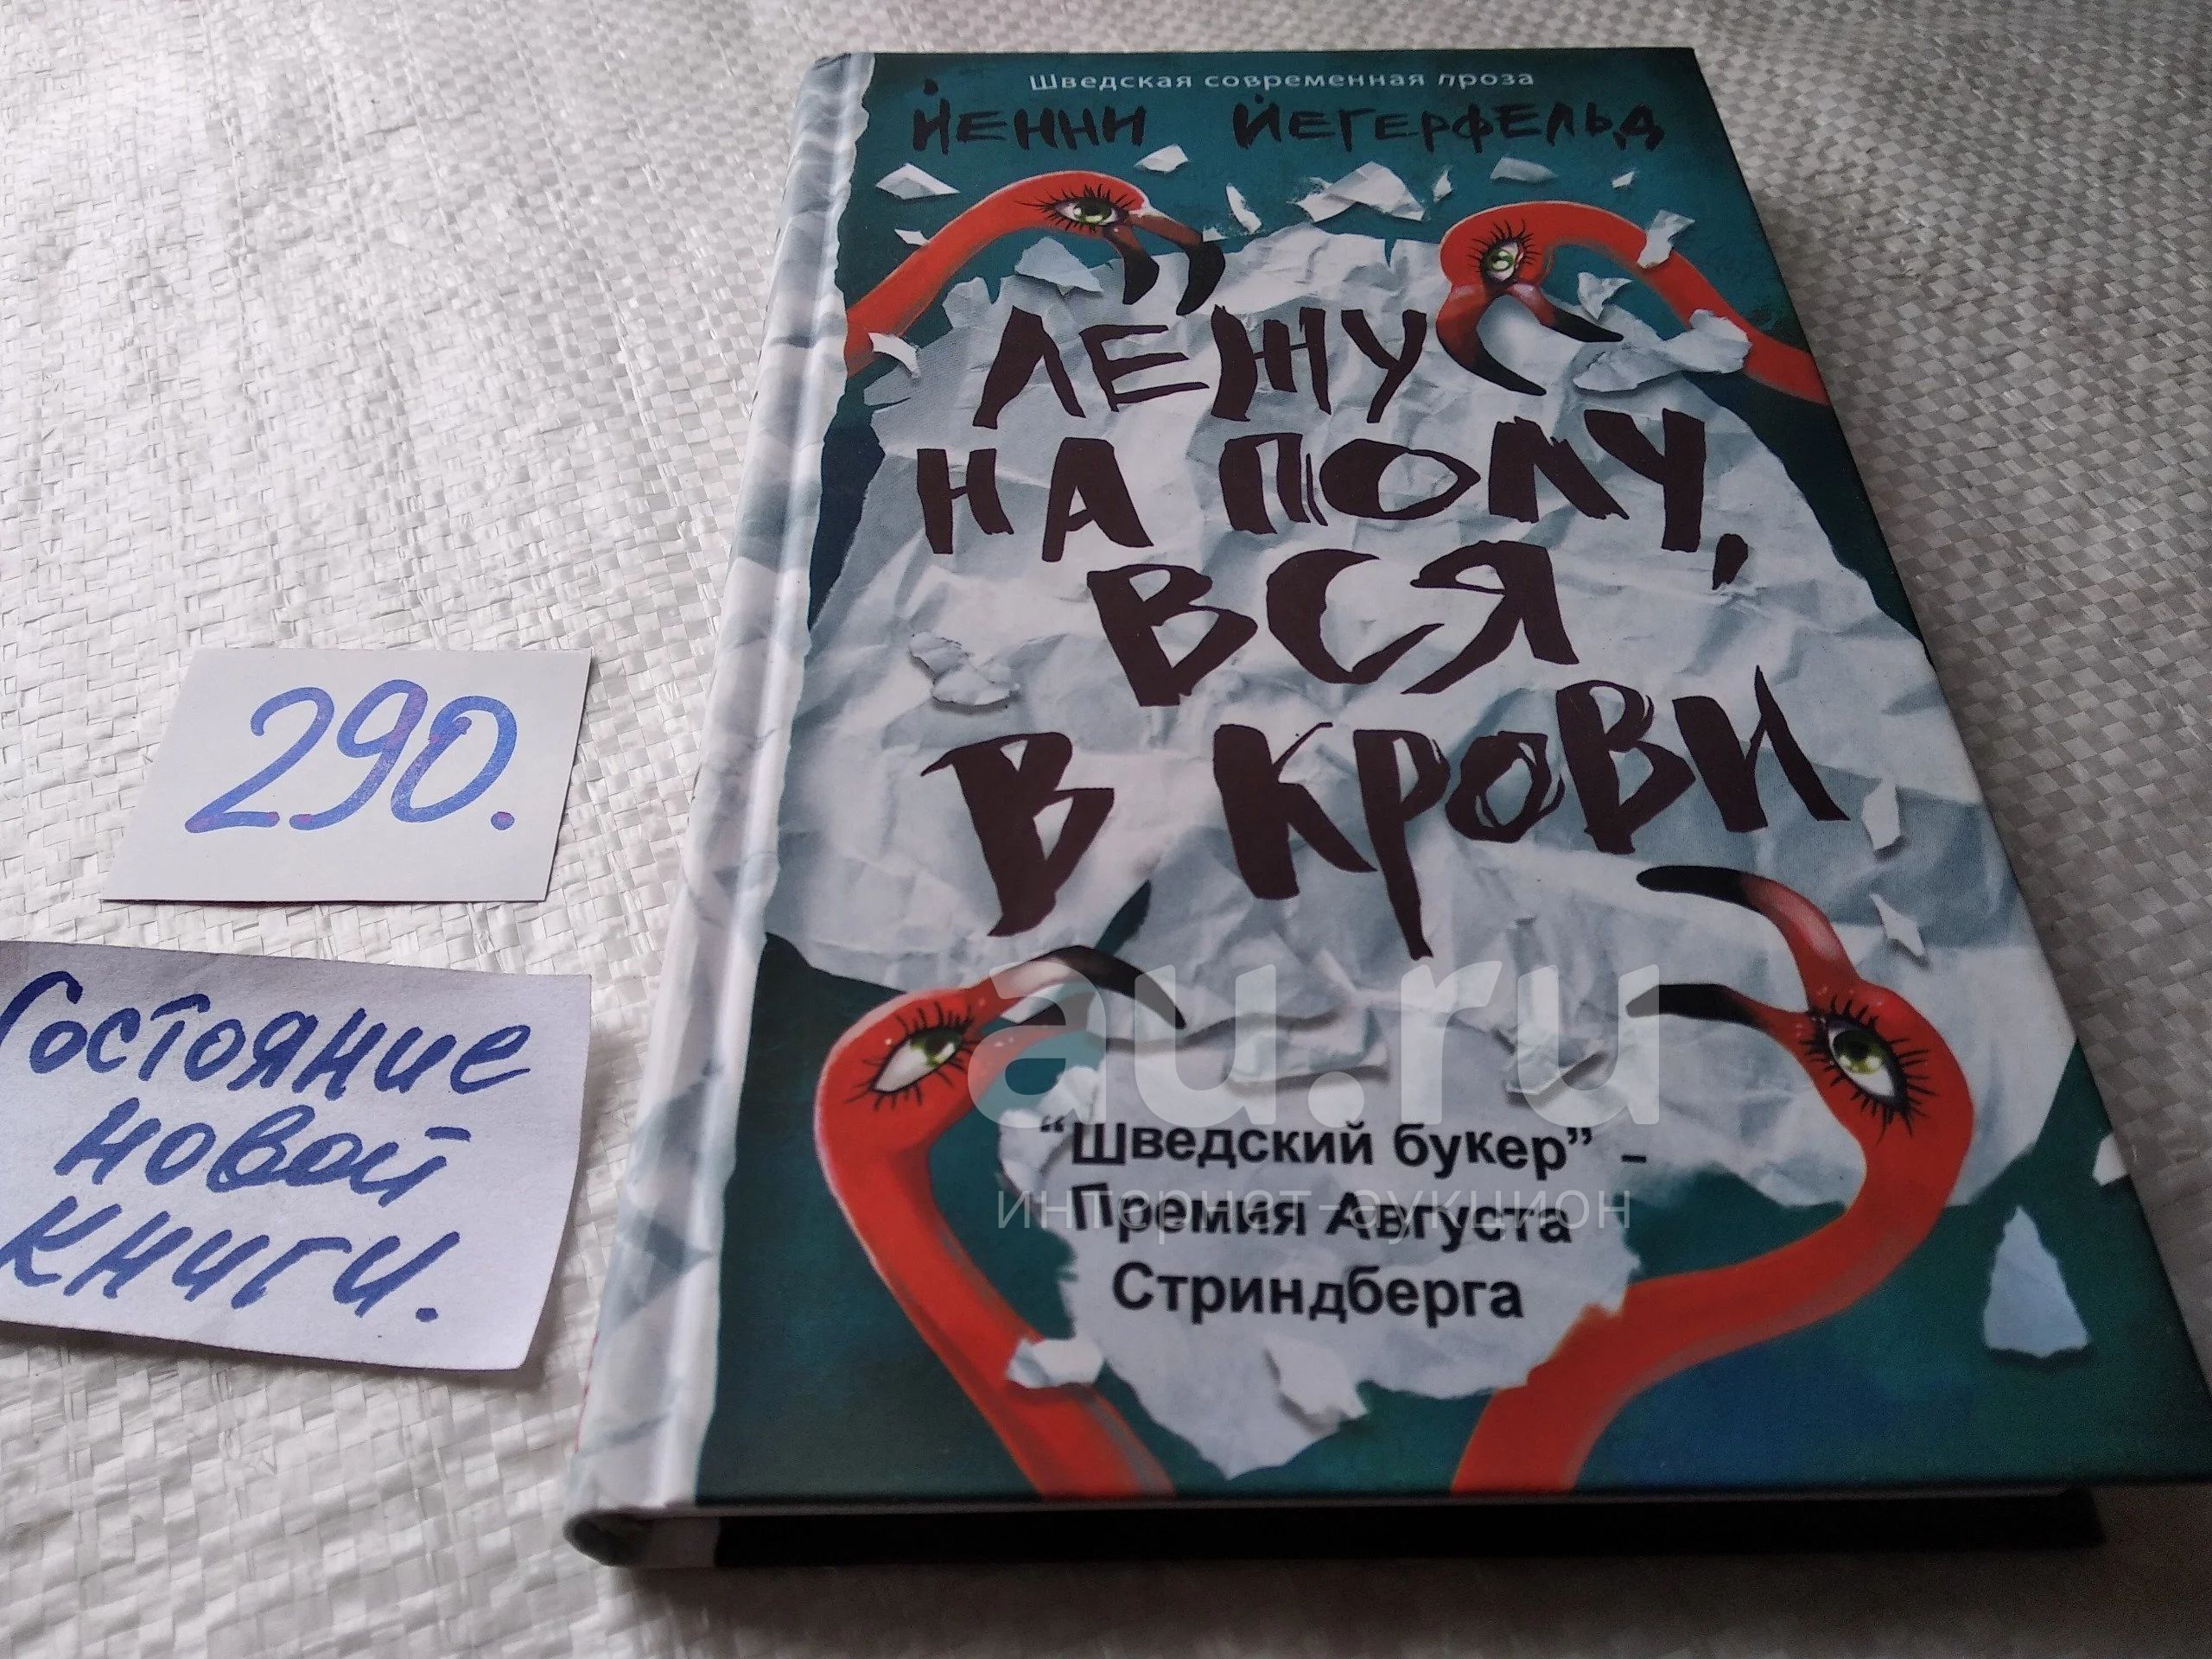 Шведская современная проза
ЙЕННИ ЙЕГЕРФЕЛЬД
ЛЕЖУ
НА ПОЛУ,
ВСЯ
В КРОВИ
"Шведский букер" –
Премия Августа
Стриндберга
290.
Состояние
новой
книги.
au.ru
интернет-аукцион